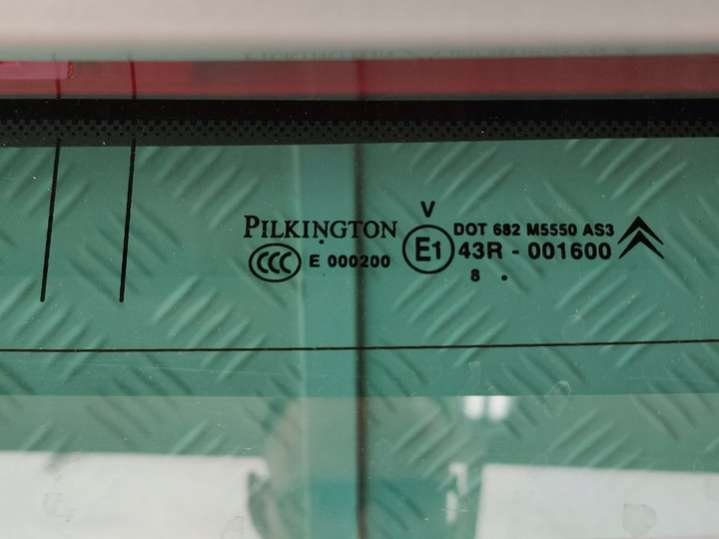 V
PILKINGTON
DOT 682 M5550 AS3
CCC E 000200
E1 43R - 001600
8 .